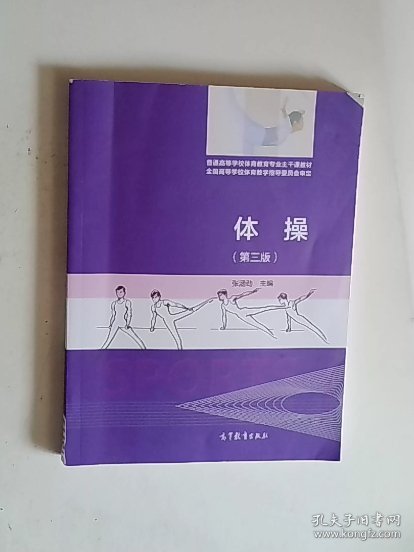 普通高等学校体育教育专业主干课教材
全国高等学校体育教学指导委员会审定
体操
(第三版)
张涵劲 主编
高等教育出版社
孔夫子旧书网
www.kongfz.com